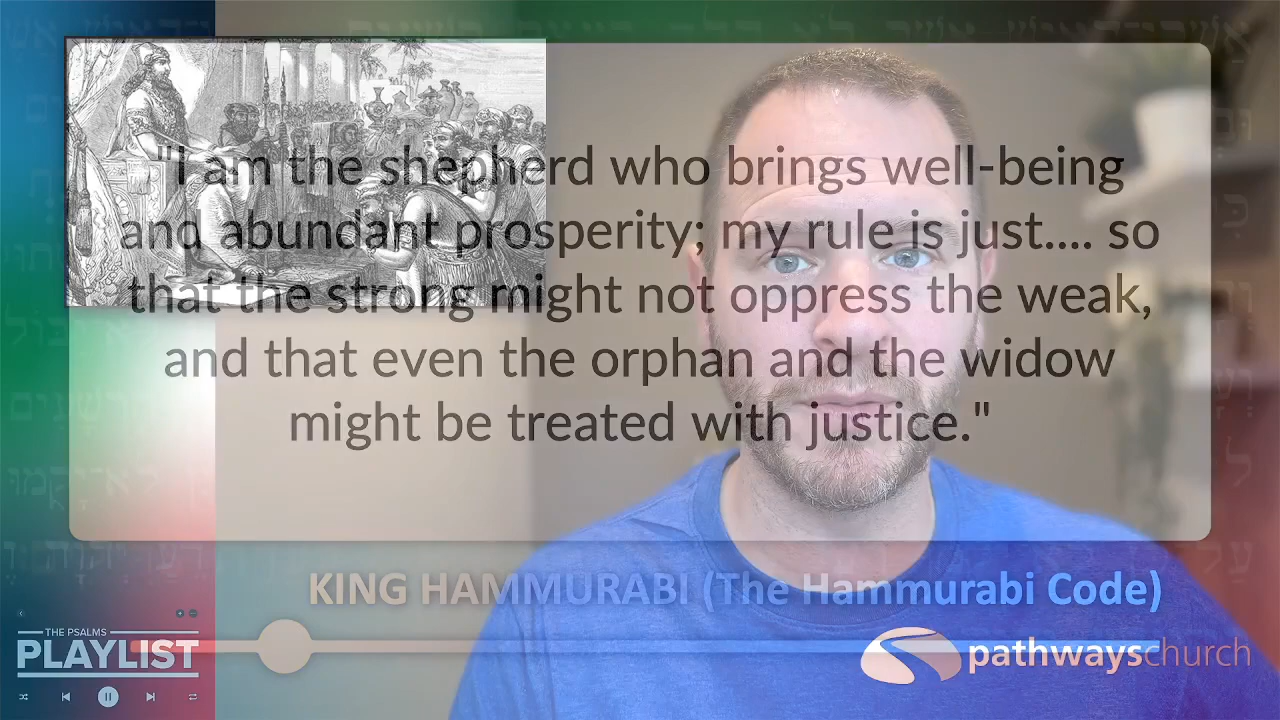 "I am the shepherd who brings well-being
and abundant prosperity; my rule is just.... so
that the strong might not oppress the weak,
and that even the orphan and the widow
might be treated with justice."
KING HAMMURABI (The Hammurabi Code)
THE PSALMS
PLAYLIST
pathwayschurch